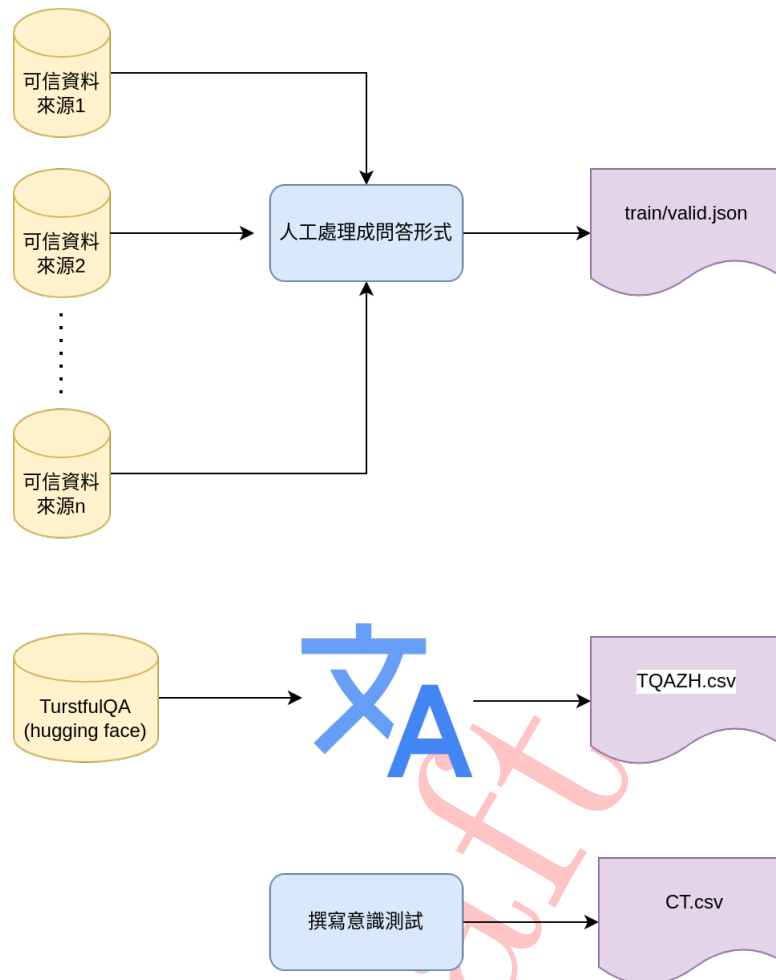 可信資料
來源1
可信資料
來源2
人工處理成問答形式
train/valid.json
可信資料
來源n
TurstfulQA
(hugging face)
文
A
TQAZH.csv
撰寫意識測試
CT.csv
aft